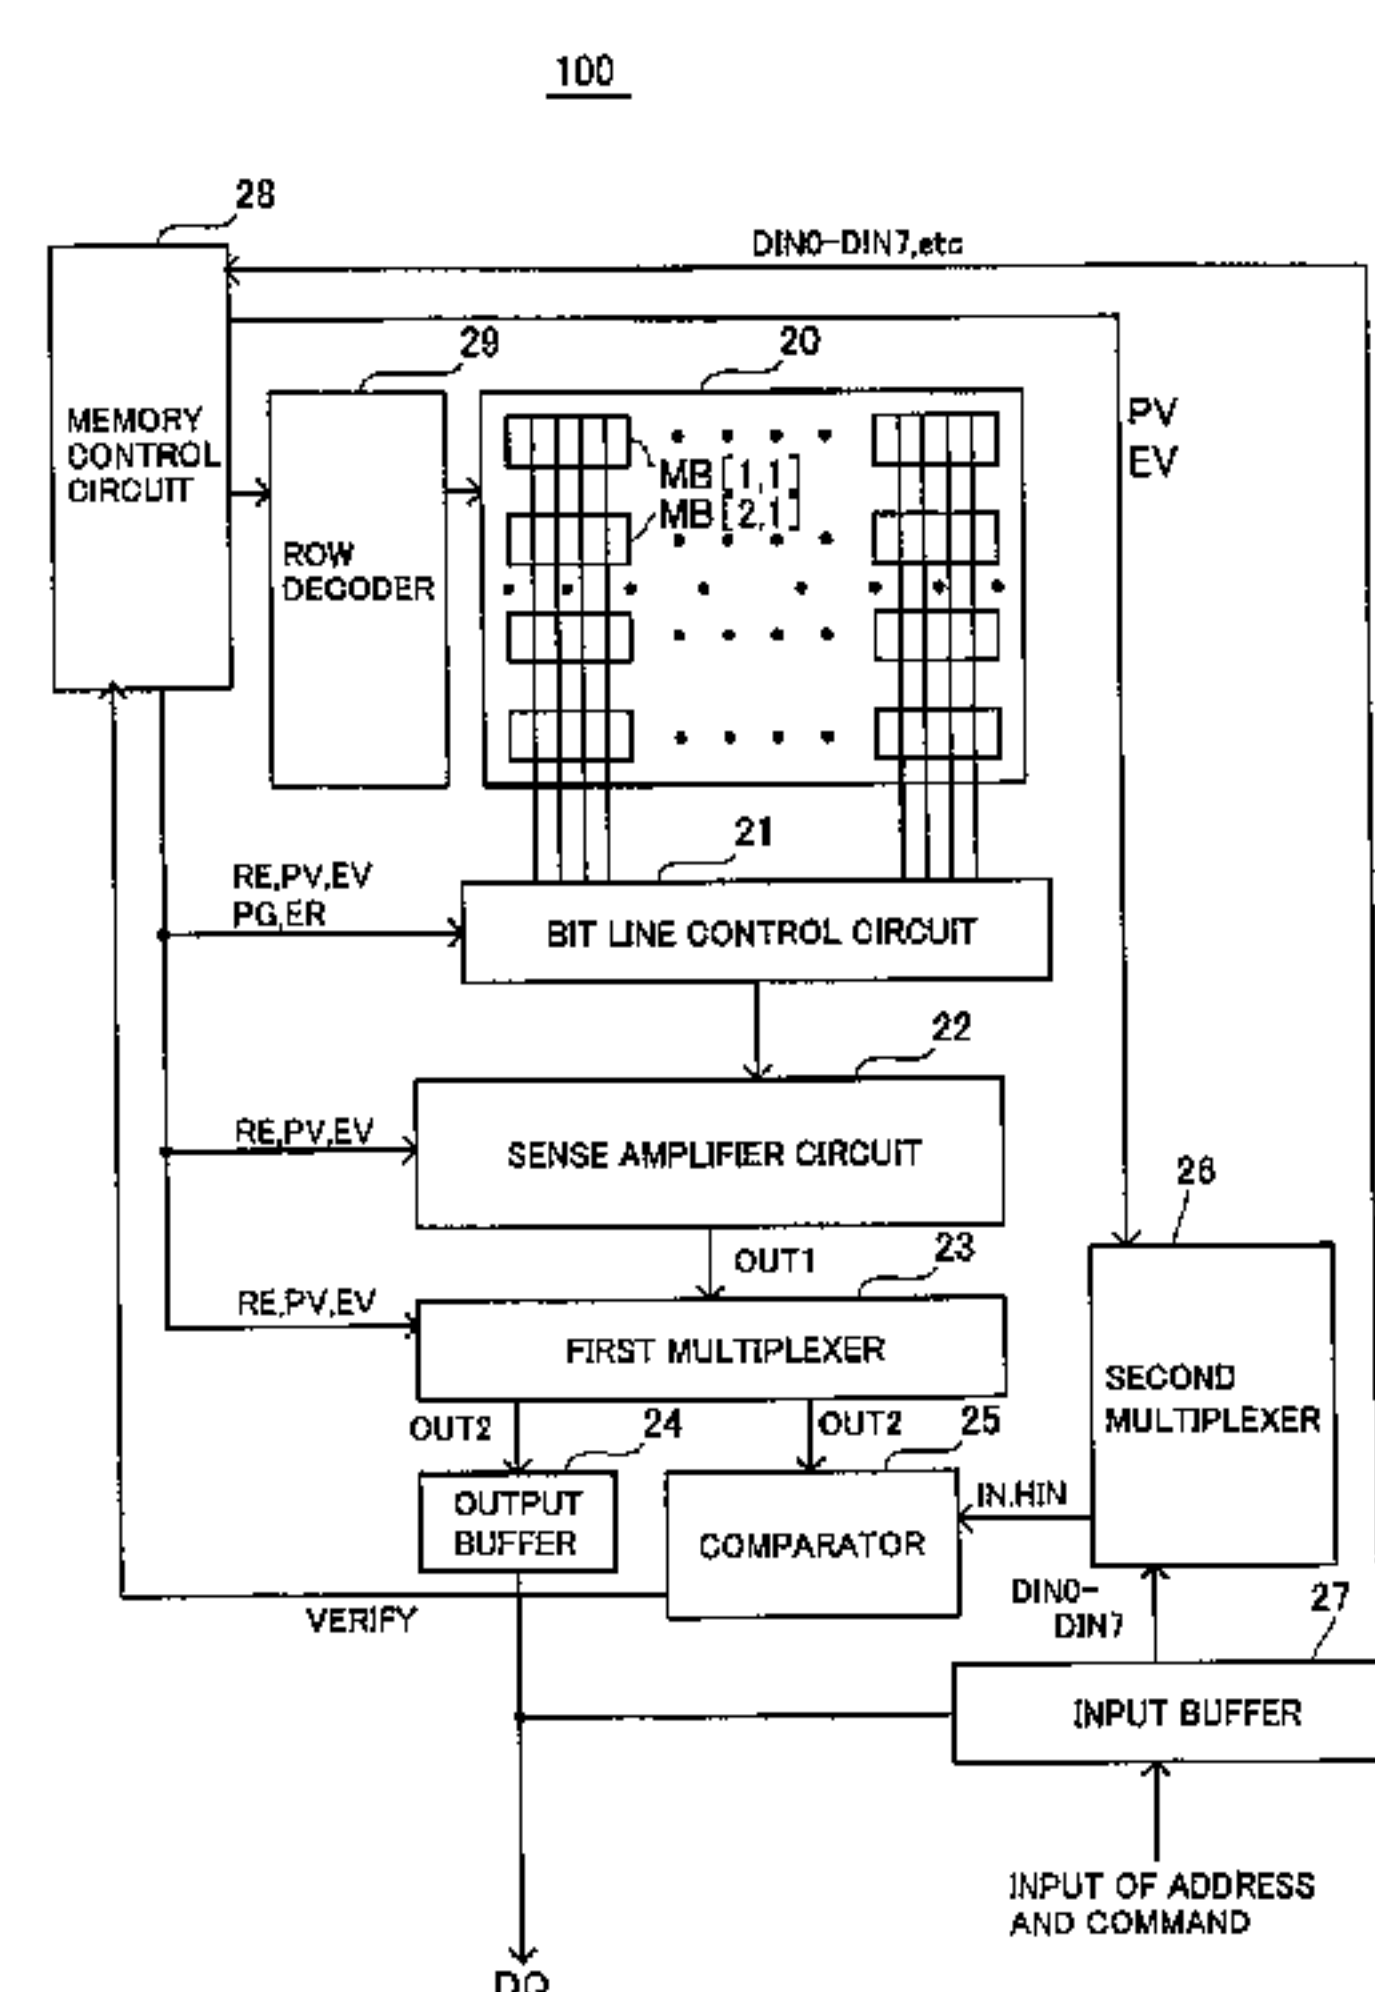 100
28
DIN0-DIN7,etc
29
20
MEMORY
CONTROL
CIRCUIT
PV
EV
MB[1,1]
MB[2,1]
ROW
DECODER
21
RE,PV,EV
PG,ER
BIT LINE CONTROL CIRCUIT
22
RE,PV,EV
SENSE AMPLIFIER CIRCUIT
26
OUT1
23
RE,PV,EV
FIRST MULTIPLEXER
SECOND
MULTIPLEXER
OUT2
24
OUT2
25
OUTPUT
BUFFER
COMPARATOR
IN,HIN
VERIFY
DIN0-
DIN7
27
INPUT BUFFER
INPUT OF ADDRESS
AND COMMAND